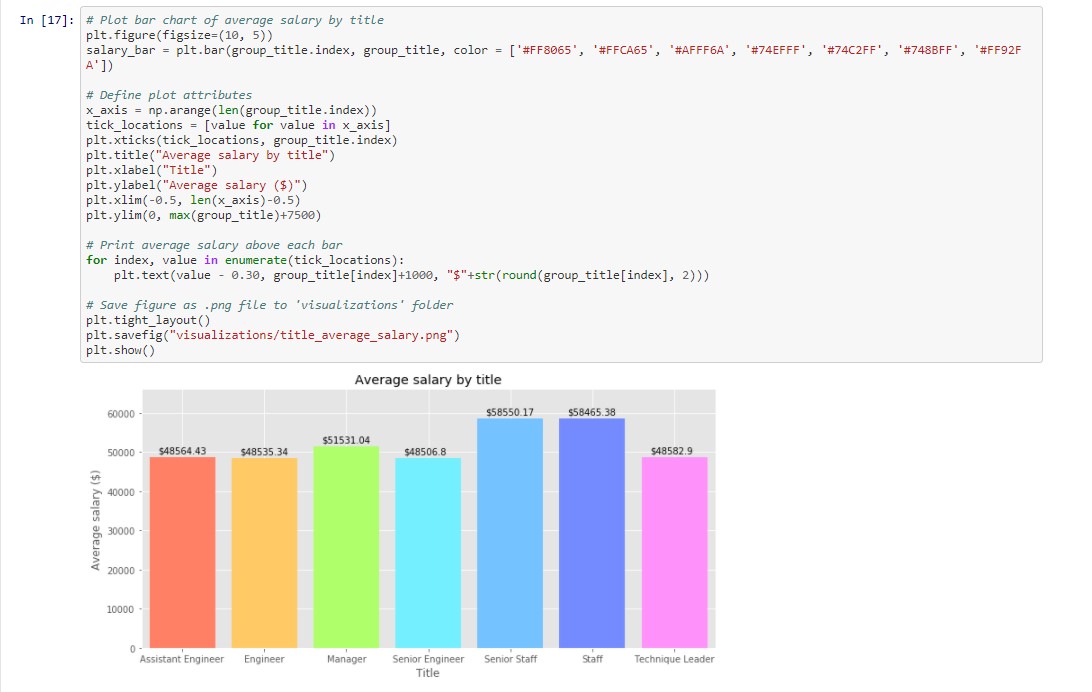 In [17]:
# Plot bar chart of average salary by title
plt.figure(figsize=(10, 5))
salary_bar = plt.bar(group_title.index, group_title, color = ['#FF8065', '#FFCA65', '#AFFF6A', '#74EFFF', '#74C2FF', '#748BFF', '#FF92F
A'])
# Define plot attributes
x_axis = np.arange(len(group_title.index))
tick_locations = [value for value in x_axis]
plt.xticks(tick_locations, group_title.index)
plt.title("Average salary by title")
plt.xlabel("Title")
plt.ylabel("Average salary ($)")
plt.xlim(-0.5, len(x_axis)-0.5)
plt.ylim(0, max(group_title)+7500)
# Print average salary above each bar
for index, value in enumerate(tick_locations):
    plt.text(value - 0.30, group_title[index]+1000, "$"+str(round(group_title[index], 2)))
# Save figure as .png file to 'visualizations' folder
plt.tight_layout()
plt.savefig("visualizations/title_average_salary.png")
plt.show()
Average salary by title
Average salary ($)
60000
50000
40000
30000
20000
10000
0
$48564.43
$48535.34
$51531.04
$48506.8
$58550.17
$58465.38
$48582.9
Assistant Engineer
Engineer
Manager
Senior Engineer
Senior Staff
Staff
Technique Leader
Title